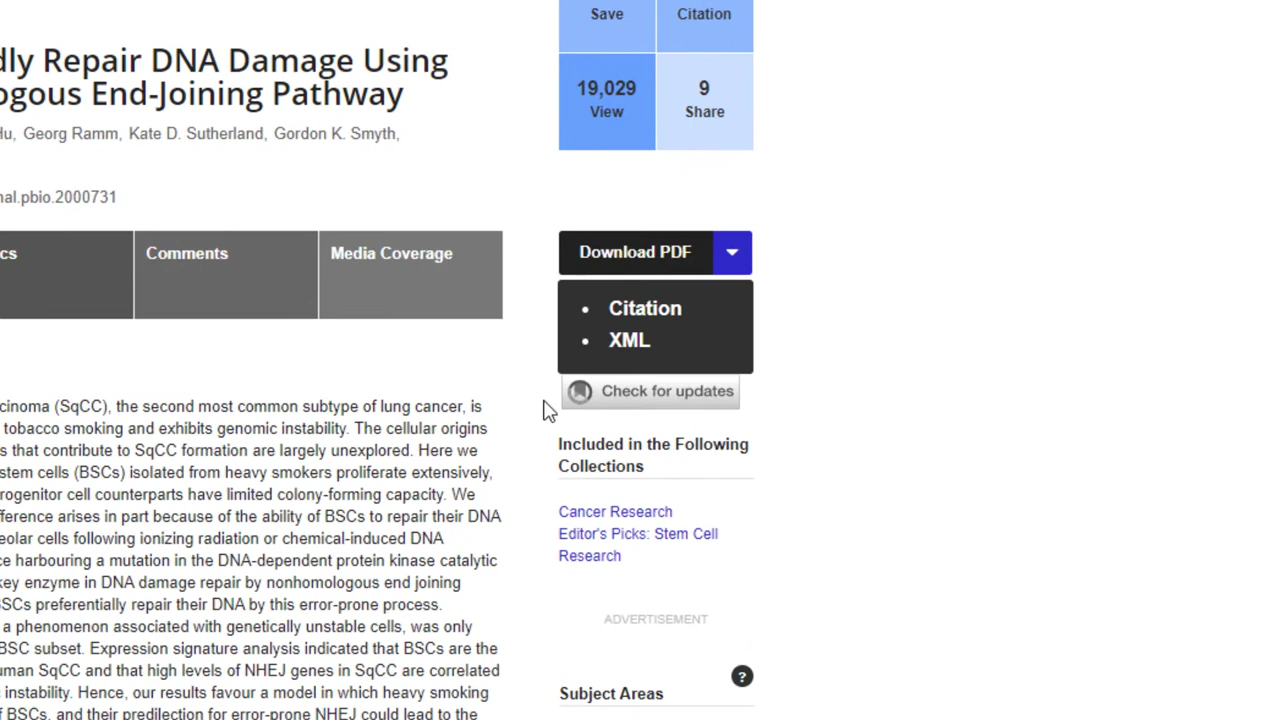 Save
Citation
19,029
View
9
Share
dly Repair DNA Damage Using
ogous End-Joining Pathway
Hu, Georg Ramm, Kate D. Sutherland, Gordon K. Smyth,
nal.pbio.2000731
cs
Comments
Media Coverage
Download PDF
• Citation
• XML
Check for updates
cinoma (SqCC), the second most common subtype of lung cancer, is
tobacco smoking and exhibits genomic instability. The cellular origins
s that contribute to SqCC formation are largely unexplored. Here we
stem cells (BSCs) isolated from heavy smokers proliferate extensively,
rogenitor cell counterparts have limited colony-forming capacity. We
fference arises in part because of the ability of BSCs to repair their DNA
eolar cells following ionizing radiation or chemical-induced DNA
ce harbouring a mutation in the DNA-dependent protein kinase catalytic
key enzyme in DNA damage repair by nonhomologous end joining
BSCs preferentially repair their DNA by this error-prone process.
a phenomenon associated with genetically unstable cells, was only
BSC subset. Expression signature analysis indicated that BSCs are the
uman SqCC and that high levels of NHEJ genes in SqCC are correlated
instability. Hence, our results favour a model in which heavy smoking
of BSCs, and their predilection for error-prone NHEJ could lead to the
Included in the Following
Collections
Cancer Research
Editor's Picks: Stem Cell
Research
ADVERTISEMENT
?
Subject Areas